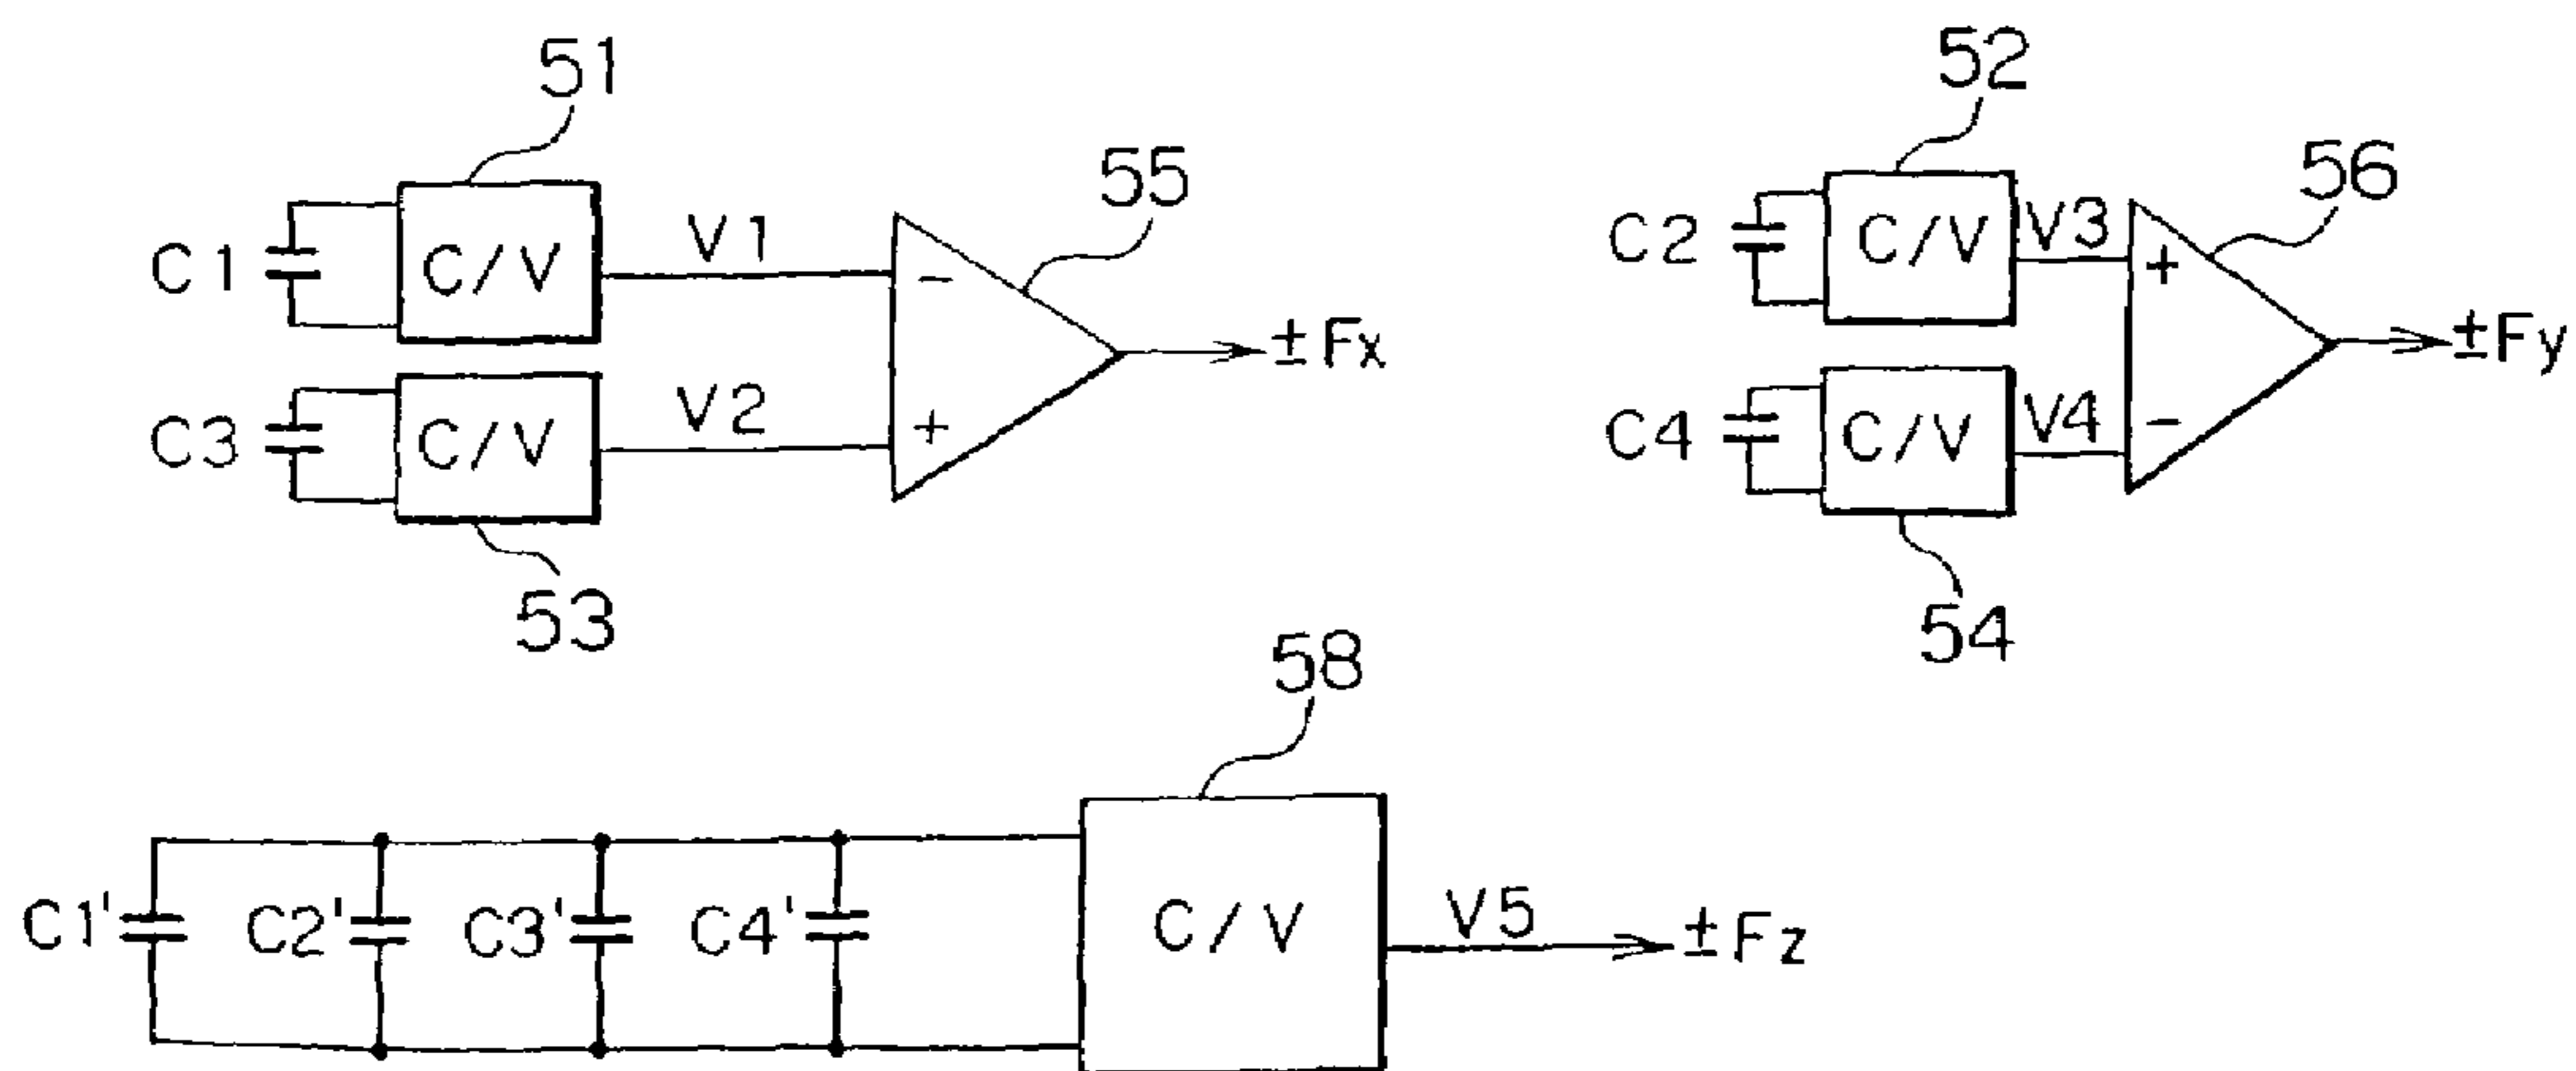 51
C1
C/V
V1
-
55
C3
C/V
V2
+
±Fx
53
52
C2
C/V
V3
+
56
C4
C/V
V4
-
±Fy
54
58
C1'
C2'
C3'
C4'
C/V
V5
±Fz